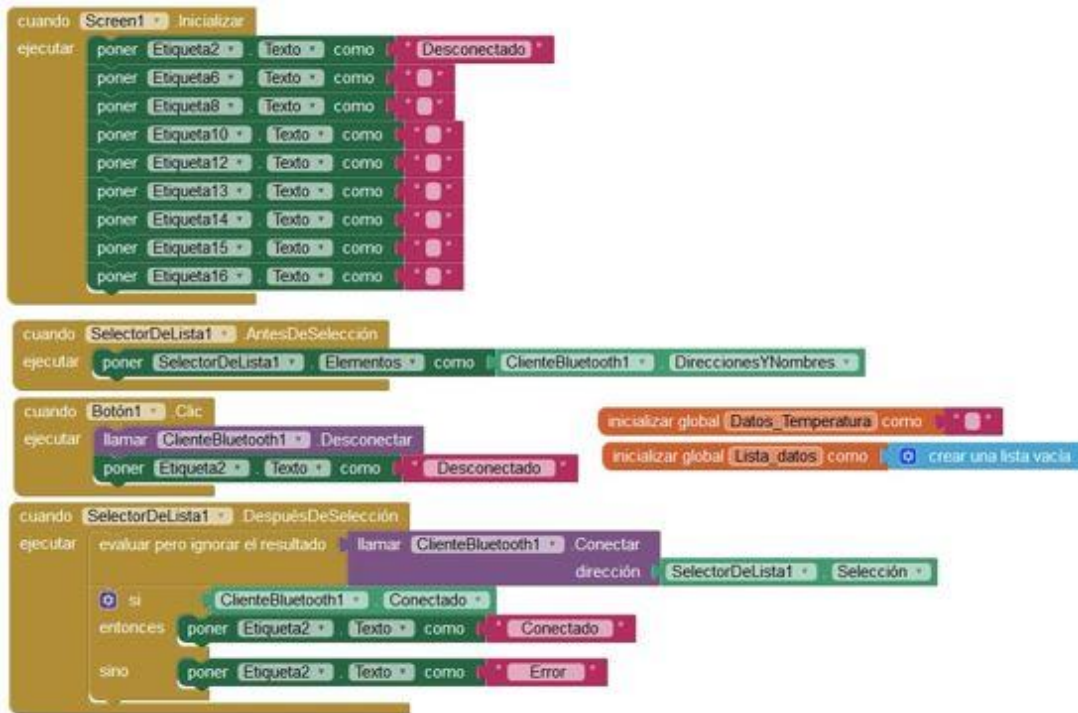 cuando Screen1 .Inicializar
ejecutar poner Etiqueta2 . Texto como " Desconectado "
poner Etiqueta6 . Texto como " "
poner Etiqueta8 . Texto como " "
poner Etiqueta10 . Texto como " "
poner Etiqueta12 . Texto como " "
poner Etiqueta13 . Texto como " "
poner Etiqueta14 . Texto como " "
poner Etiqueta15 . Texto como " "
poner Etiqueta16 . Texto como " "
cuando SelectorDeLista1 .AntesDeSelección
ejecutar poner SelectorDeLista1 . Elementos como ClienteBluetooth1 . DireccionesYNombres
cuando Botón1 .Clic
ejecutar llamar ClienteBluetooth1 .Desconectar
poner Etiqueta2 . Texto como " Desconectado "
inicializar global Datos_Temperatura como " "
inicializar global Lista_datos como crear una lista vacía
cuando SelectorDeLista1 .DespuésDeSelección
ejecutar evaluar pero ignorar el resultado llamar ClienteBluetooth1 .Conectar
dirección SelectorDeLista1 . Selección
si ClienteBluetooth1 . Conectado
entonces poner Etiqueta2 . Texto como " Conectado "
sino poner Etiqueta2 . Texto como " Error "